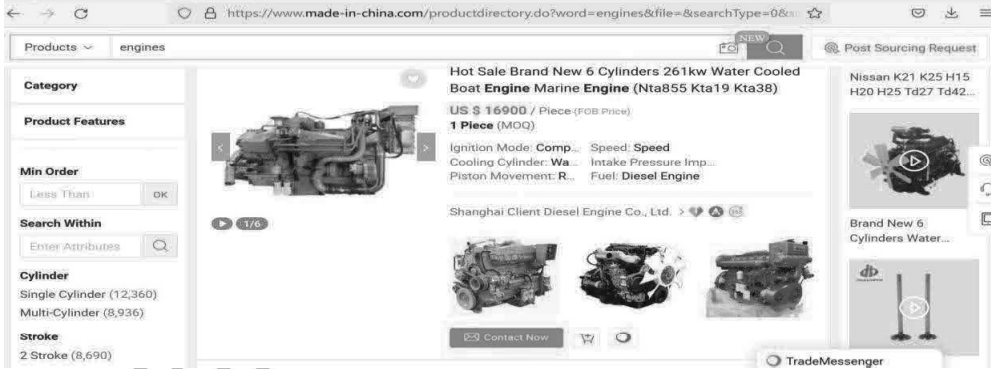 https://www.made-in-china.com/productdirectory.do?word=engines&file=&searchType=0&
Products
engines
NEW
Post Sourcing Request
Category
Product Features
Min Order
Less Than
OK
Search Within
Enter Attributes
Cylinder
Single Cylinder (12,360)
Multi-Cylinder (8,936)
Stroke
2 Stroke (8,690)
1/6
Hot Sale Brand New 6 Cylinders 261kw Water Cooled
Boat Engine Marine Engine (Nta855 Kta19 Kta38)
US $ 16900 / Piece (FOB Price)
1 Piece (MOQ)
Ignition Mode: Comp... Speed: Speed
Cooling Cylinder: Wa... Intake Pressure Imp...
Piston Movement: R... Fuel: Diesel Engine
Shanghai Client Diesel Engine Co., Ltd.
Contact Now
Nissan K21 K25 H15
H20 H25 Td27 Td42...
Brand New 6
Cylinders Water...
TradeMessenger